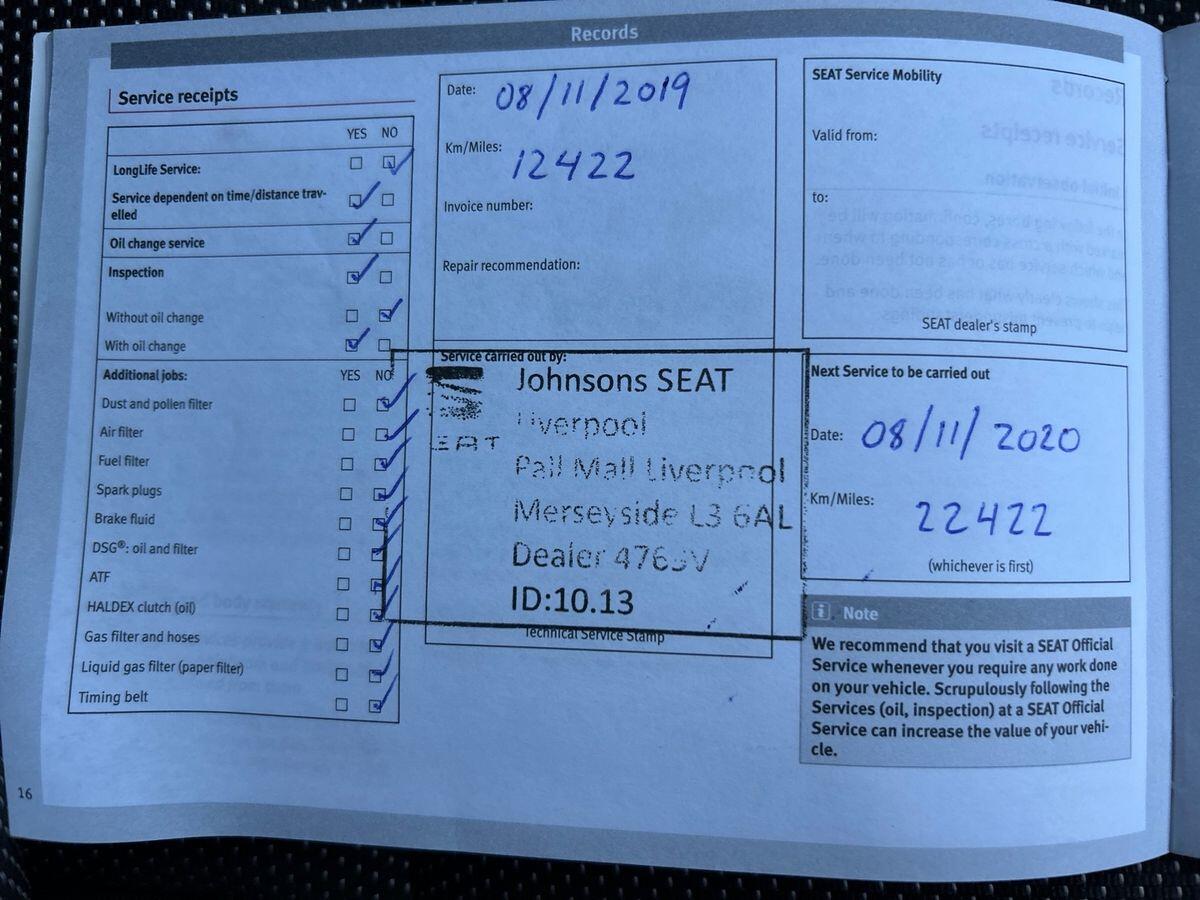 Records
Service receipts
YES NO
LongLife Service:
Service dependent on time/distance trav-
elled
Oil change service
Inspection
Without oil change
With oil change
Additional jobs: YES NO
Dust and pollen filter
Air filter
Fuel filter
Spark plugs
Brake fluid
DSG®: oil and filter
ATF
HALDEX clutch (oil)
Gas filter and hoses
Liquid gas filter (paper filter)
Timing belt
Date: 08/11/2019
Km/Miles: 12422
Invoice number:
Repair recommendation:
Service carried out by:
SEAT
Johnsons SEAT
Liverpool
Pall Mall Liverpool
Merseyside L3 6AL
Dealer
ID:10.13
Technical Service Stamp
SEAT Service Mobility
Valid from:
to:
SEAT dealer's stamp
Next Service to be carried out
Date: 08/11/2020
Km/Miles: 22422
(whichever is first)
i Note
We recommend that you visit a SEAT Official
Service whenever you require any work done
on your vehicle. Scrupulously following the
Services (oil, inspection) at a SEAT Official
Service can increase the value of your vehi-
cle.
16